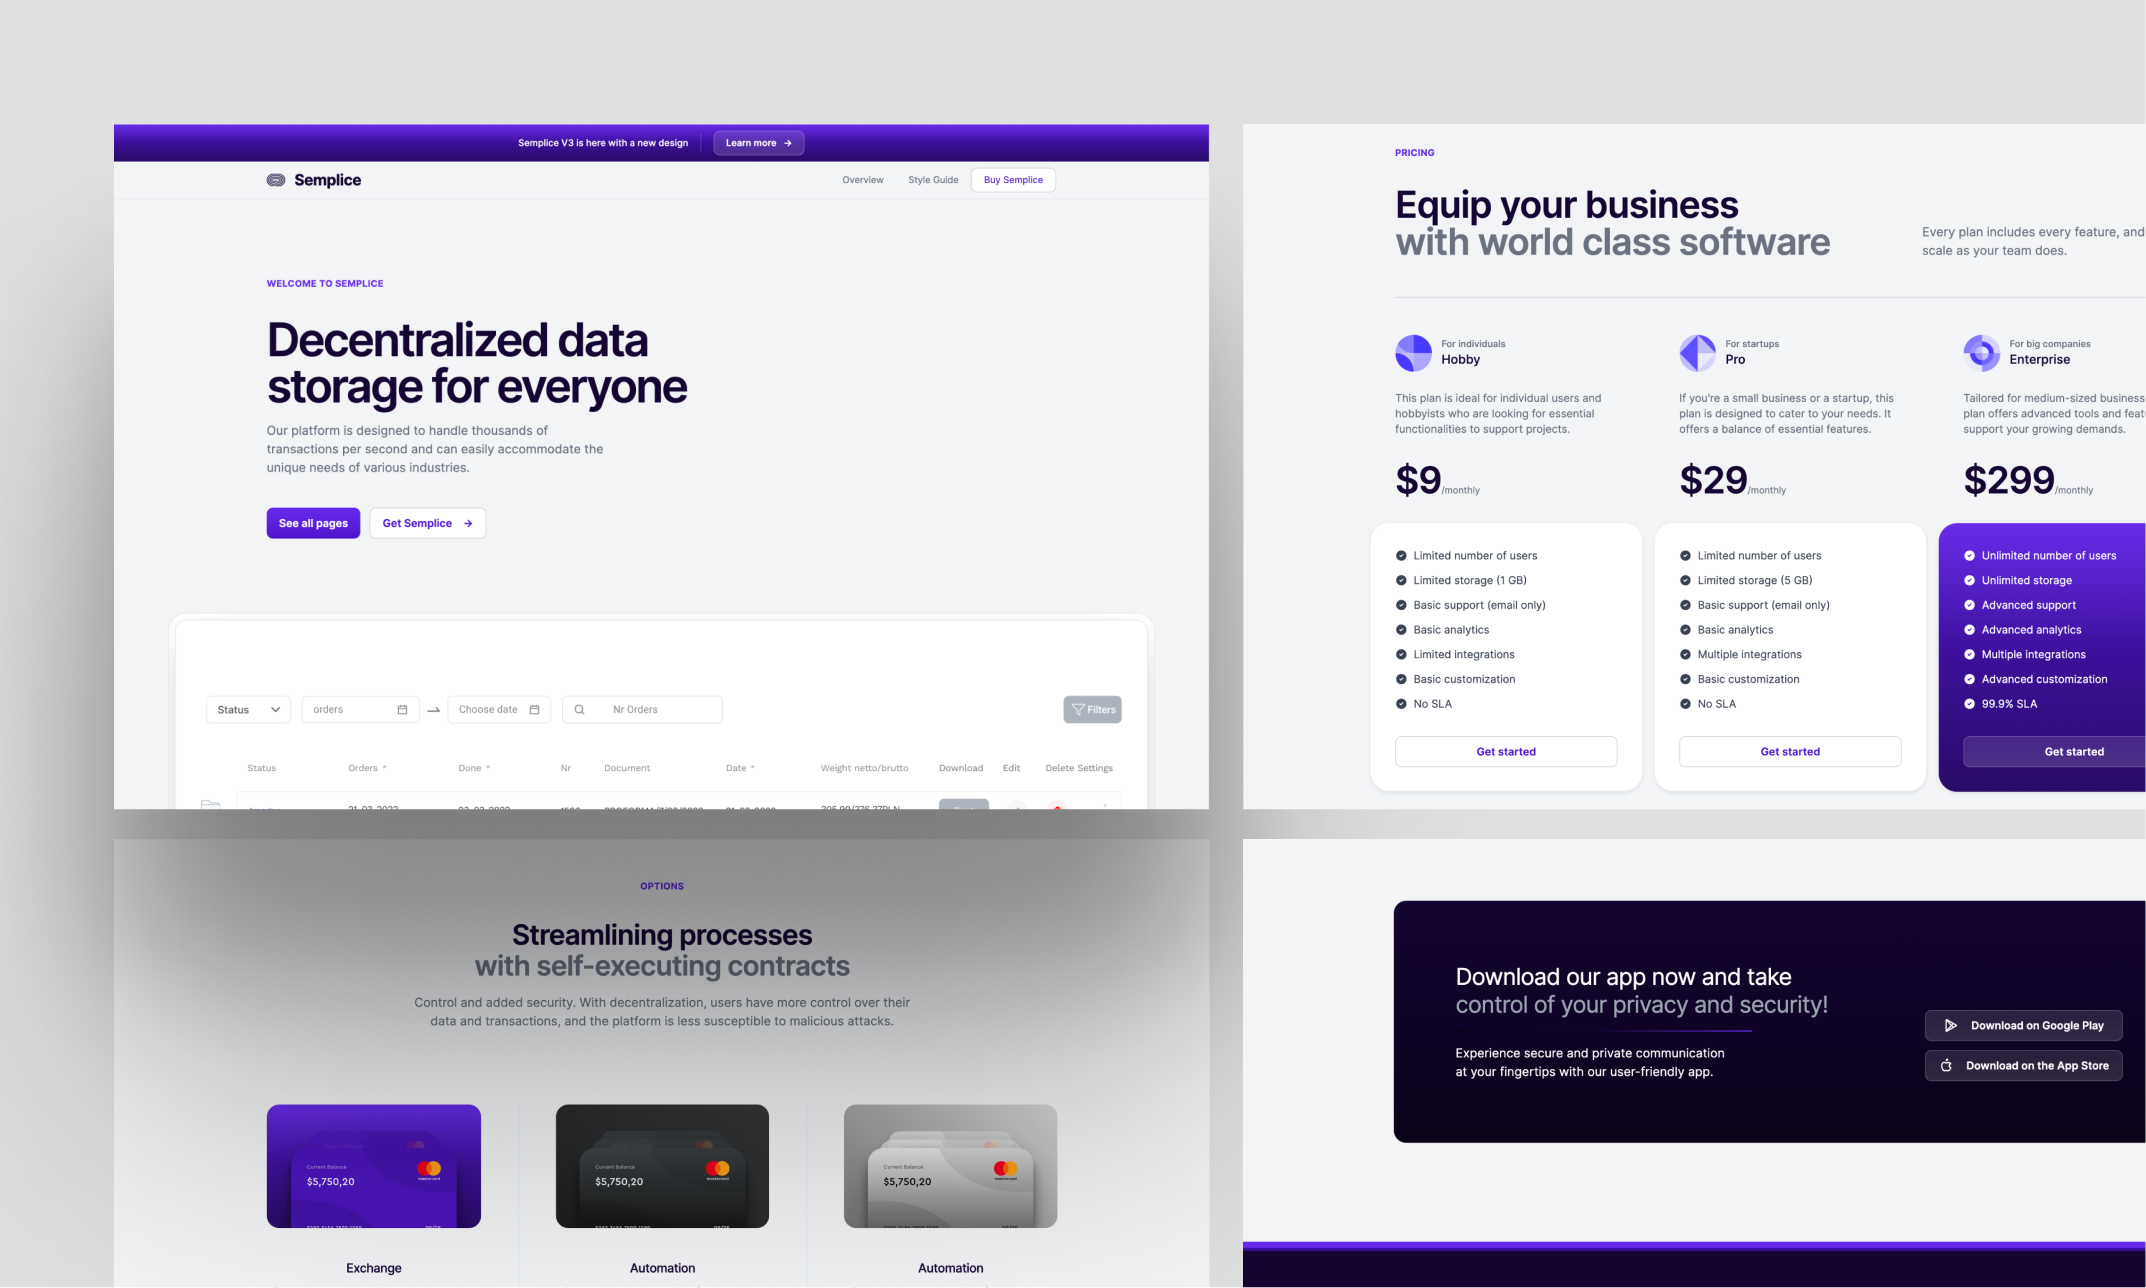 Semplice V3 is here with a new design
Learn more
Semplice
Overview
Style Guide
Buy Semplice
WELCOME TO SEMPLICE
Decentralized data
storage for everyone
Our platform is designed to handle thousands of
transactions per second and can easily accommodate the
unique needs of various industries.
See all pages
Get Semplice
Status
orders
Choose date
Nr Orders
Filters
Status
Orders
Done
Nr
Document
Date
Weight netto/brutto
Download
Edit
Delete
Settings
PRICING
Equip your business
with world class software
Every plan includes every feature, and
scale as your team does.
For individuals
Hobby
This plan is ideal for individual users and
hobbyists who are looking for essential
functionalities to support projects.
$9/monthly
Limited number of users
Limited storage (1 GB)
Basic support (email only)
Basic analytics
Limited integrations
Basic customization
No SLA
Get started
For startups
Pro
If you're a small business or a startup, this
plan is designed to cater to your needs. It
offers a balance of essential features.
$29/monthly
Limited number of users
Limited storage (5 GB)
Basic support (email only)
Basic analytics
Multiple integrations
Basic customization
No SLA
Get started
For big companies
Enterprise
Tailored for medium-sized business
plan offers advanced tools and
support your growing demands.
$299/monthly
Unlimited number of users
Unlimited storage
Advanced support
Advanced analytics
Multiple integrations
Advanced customization
99.9% SLA
Get started
OPTIONS
Streamlining processes
with self-executing contracts
Control and added security. With decentralization, users have more control over their
data and transactions, and the platform is less susceptible to malicious attacks.
Current Balance
$5,750,20
mastercard
Exchange
Current Balance
$5,750,20
mastercard
Automation
Current Balance
$5,750,20
mastercard
Automation
Download our app now and take
control of your privacy and security!
Experience secure and private communication
at your fingertips with our user-friendly app.
Download on Google Play
Download on the App Store